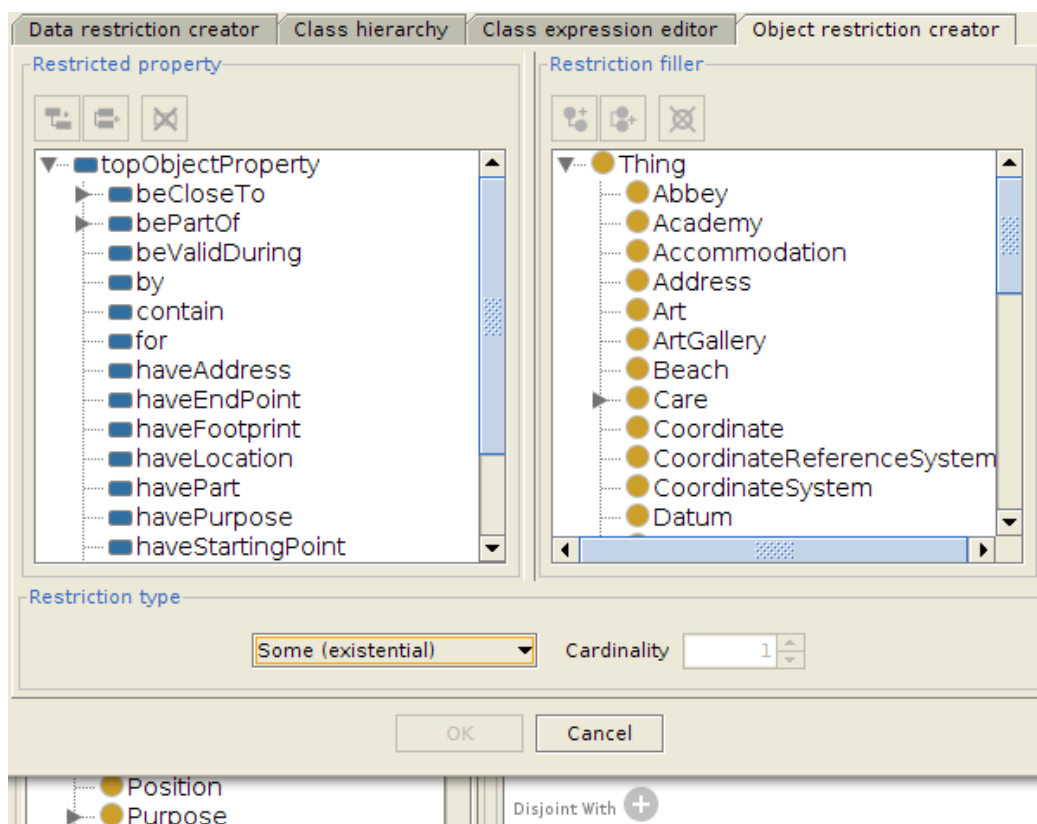 Data restriction creator
Class hierarchy
Class expression editor
Object restriction creator
Restricted property
topObjectProperty
beCloseTo
bePartOf
beValidDuring
by
contain
for
haveAddress
haveEndPoint
haveFootprint
haveLocation
havePart
havePurpose
haveStartingPoint
Restriction filler
Thing
Abbey
Academy
Accommodation
Address
Art
ArtGallery
Beach
Care
Coordinate
CoordinateReferenceSystem
CoordinateSystem
Datum
Restriction type
Some (existential)
Cardinality
1
OK
Cancel
Position
Purpose
Disjoint With